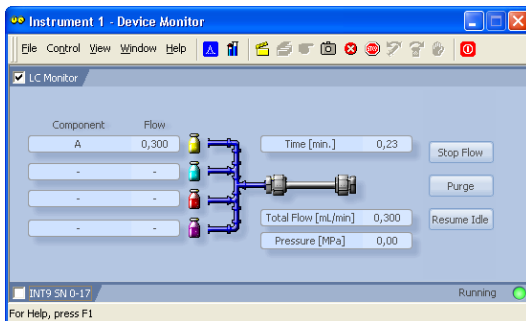 Instrument 1 - Device Monitor
File Control View Window Help
LC Monitor
Component Flow
A 0,300
- -
- -
- -
Time [min.] 0,23
Total Flow [mL/min] 0,300
Pressure [MPa] 0,00
Stop Flow
Purge
Resume Idle
INT9 SN 0-17 Running
For Help, press F1